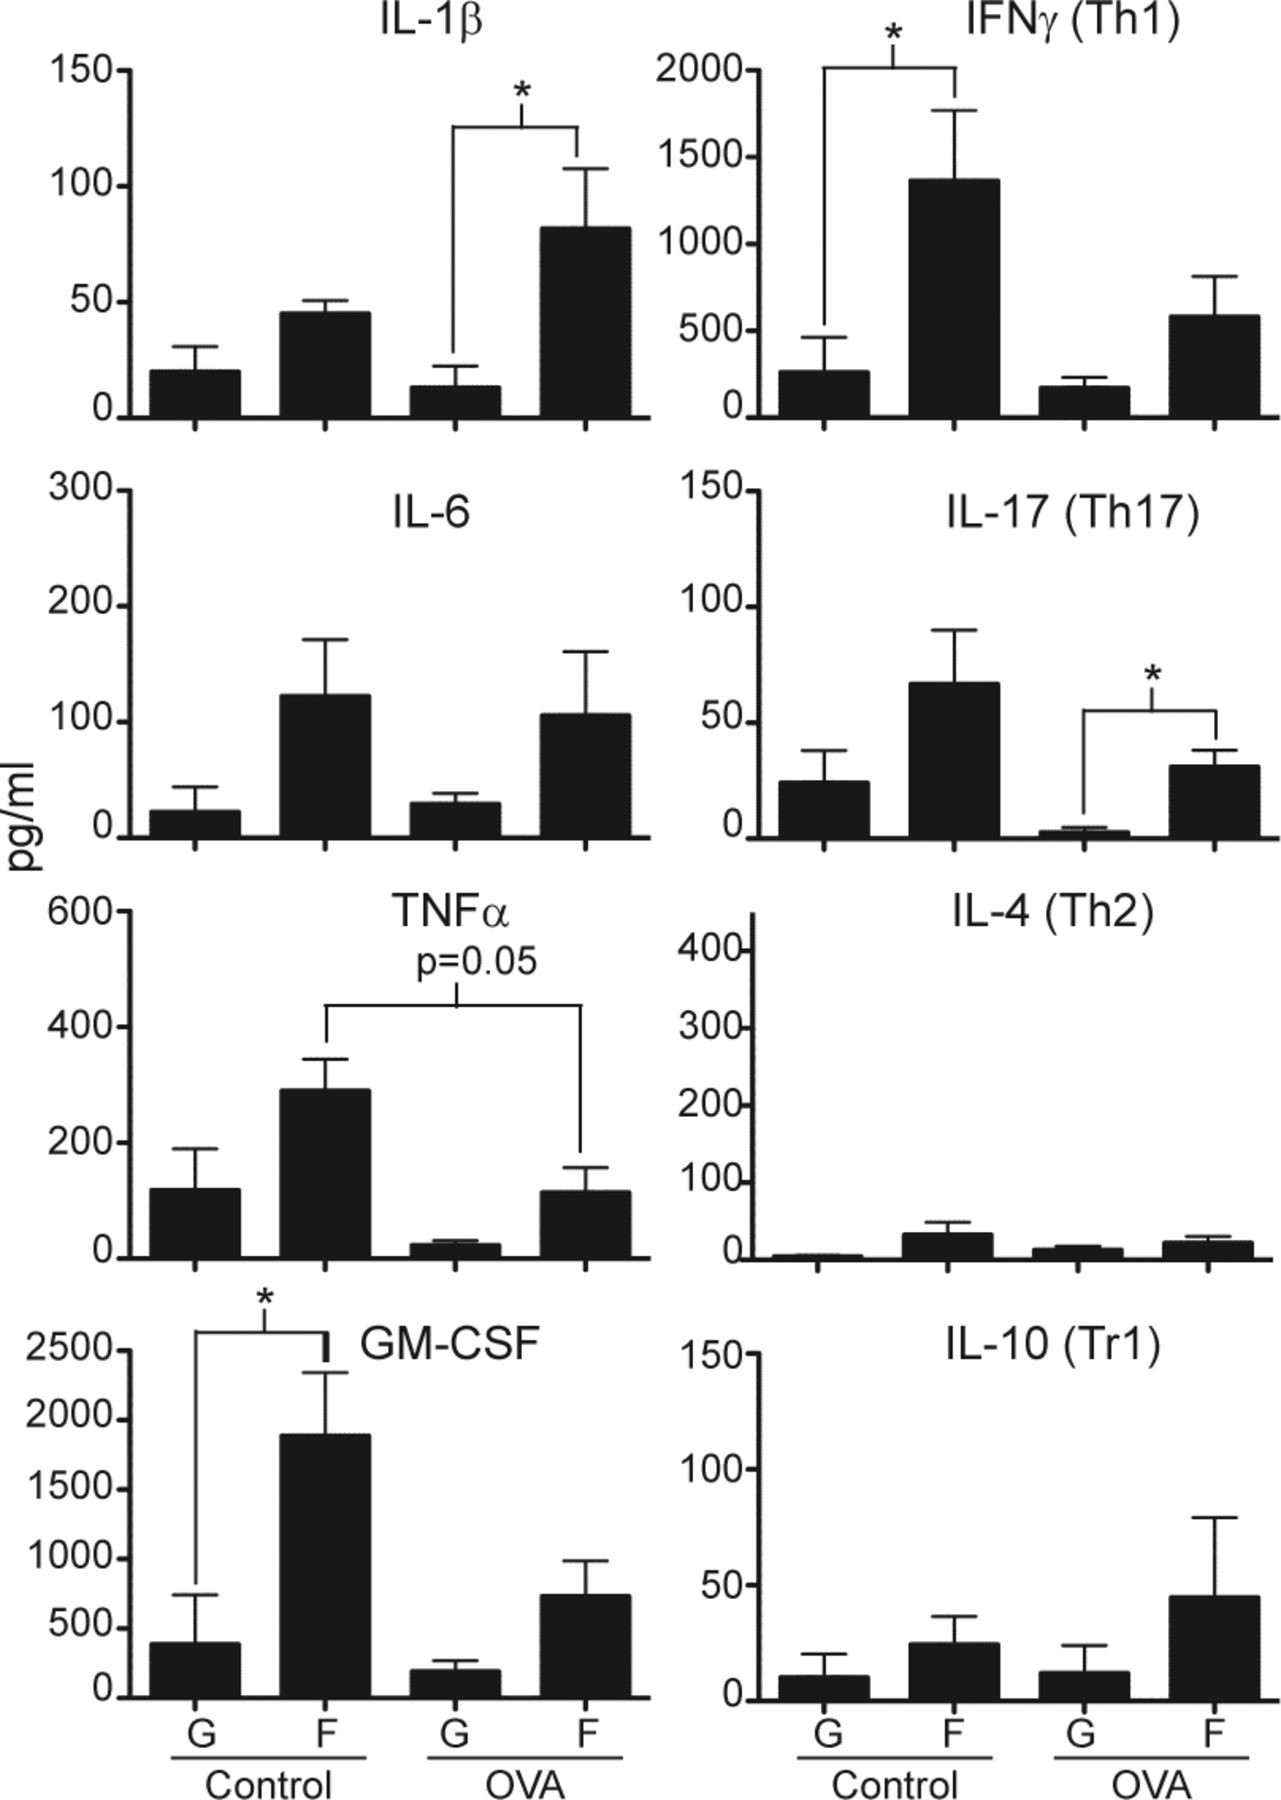 pg/ml
IL-1β
*
150
100
50
0
IFNγ (Th1)
*
2000
1500
1000
500
0
IL-6
300
200
100
0
IL-17 (Th17)
*
150
100
50
0
TNFα
p=0.05
600
400
200
0
IL-4 (Th2)
400
300
200
100
0
GM-CSF
*
2500
2000
1500
1000
500
0
G F G F
Control OVA
IL-10 (Tr1)
150
100
50
0
G F G F
Control OVA